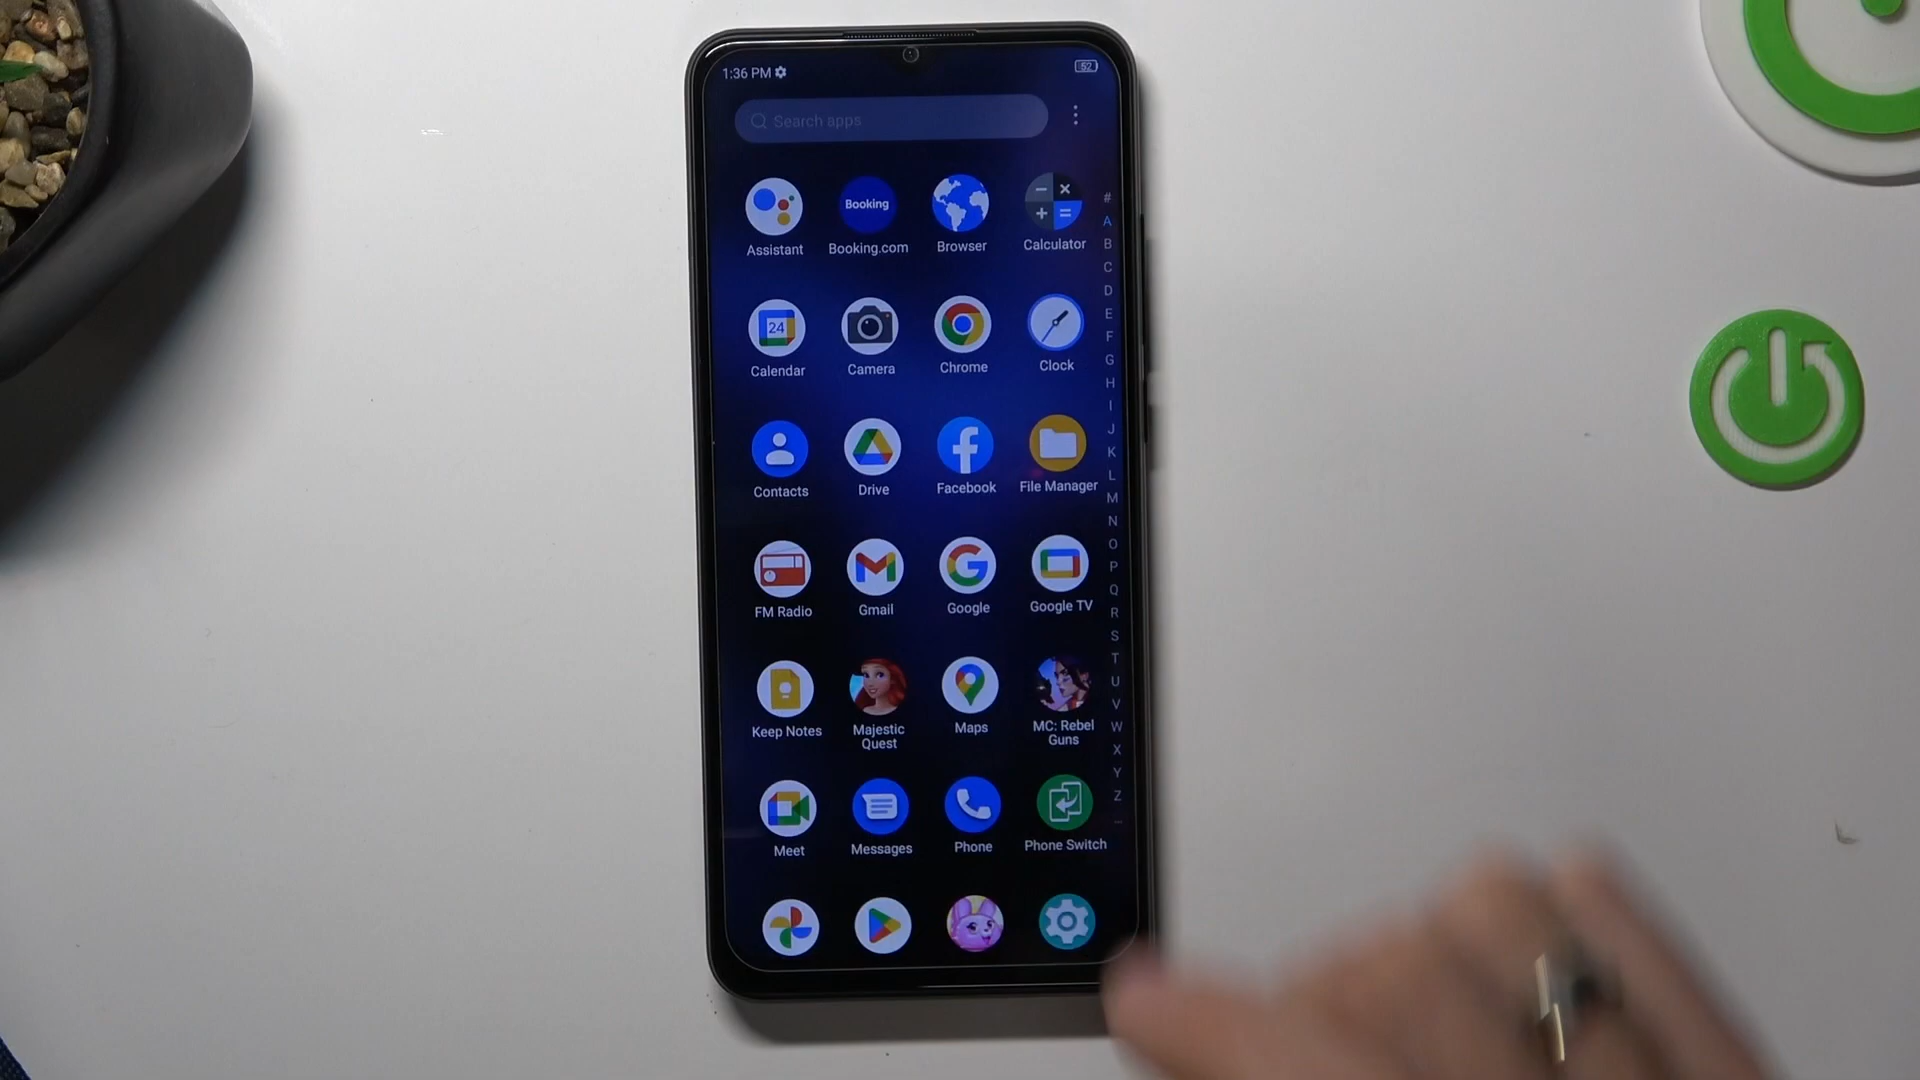 1:36 PM
52
Search apps
Booking
Assistant Booking.com Browser Calculator
24
Calendar Camera Chrome Clock
Contacts Drive Facebook File Manager
FM Radio Gmail Google Google TV
Keep Notes Majestic Quest Maps MC: Rebel Guns
Meet Messages Phone Phone Switch
#
A
B
C
D
E
F
G
H
I
J
K
L
M
N
O
P
Q
R
S
T
U
V
W
X
Y
Z
...